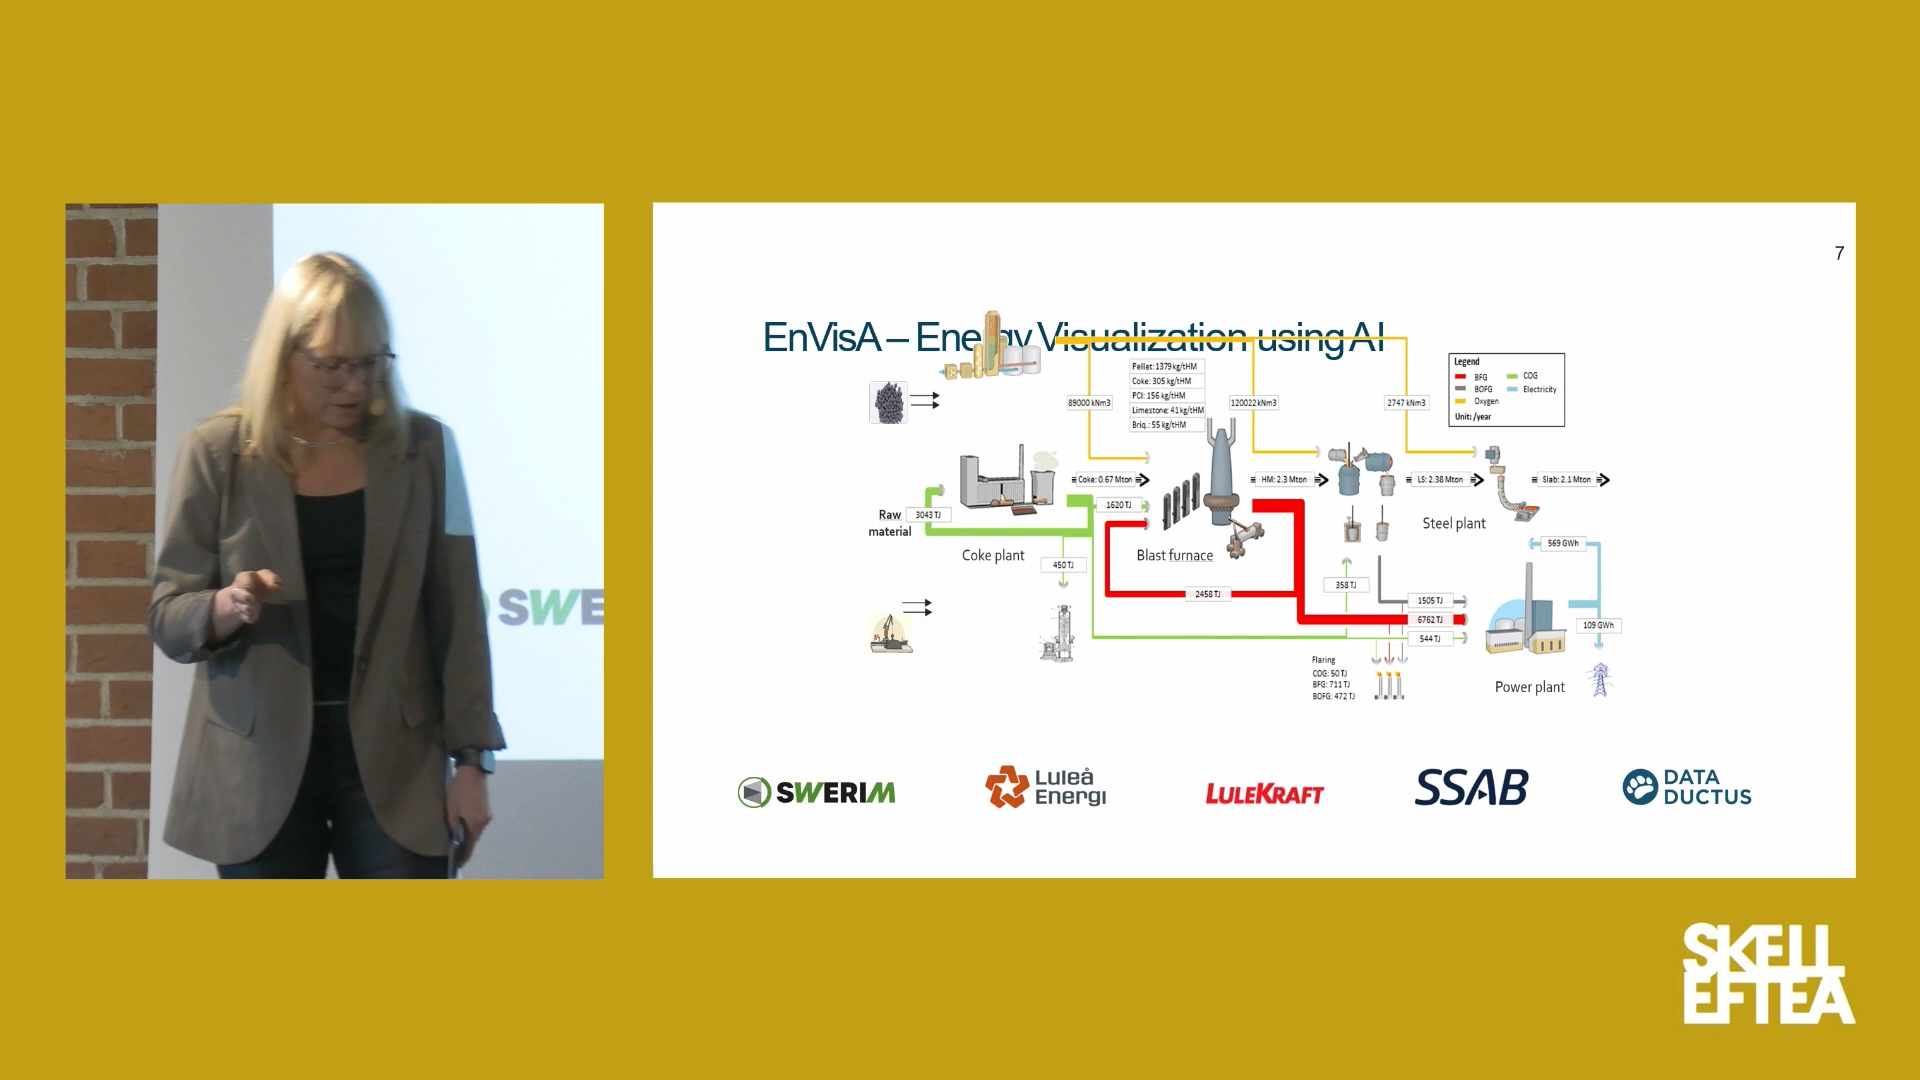 7
EnVisA – Energy Visualization using AI
Pellet: 1379 kg/tHM
Coke: 305 kg/tHM
PCI: 156 kg/tHM
Limestone: 41 kg/tHM
Briq.: 55 kg/tHM
89000 kNm3
120022 kNm3
2747 kNm3
Legend
BFG
COG
BOFG
Electricity
Oxygen
Unit: /year
Coke: 0.67 Mton
HM: 2.3 Mton
LS: 2.38 Mton
Slab: 2.1 Mton
Raw
material
3043 TJ
1620 TJ
Steel plant
Coke plant
Blast furnace
569 GWh
450 TJ
358 TJ
2458 TJ
1505 TJ
6762 TJ
544 TJ
109 GWh
Flaring
COG: 50 TJ
BFG: 711 TJ
BOFG: 472 TJ
Power plant
SWE
SWERIM
Luleå
Energi
LULEKRAFT
SSAB
DATA
DUCTUS
SKELL
EFTEA